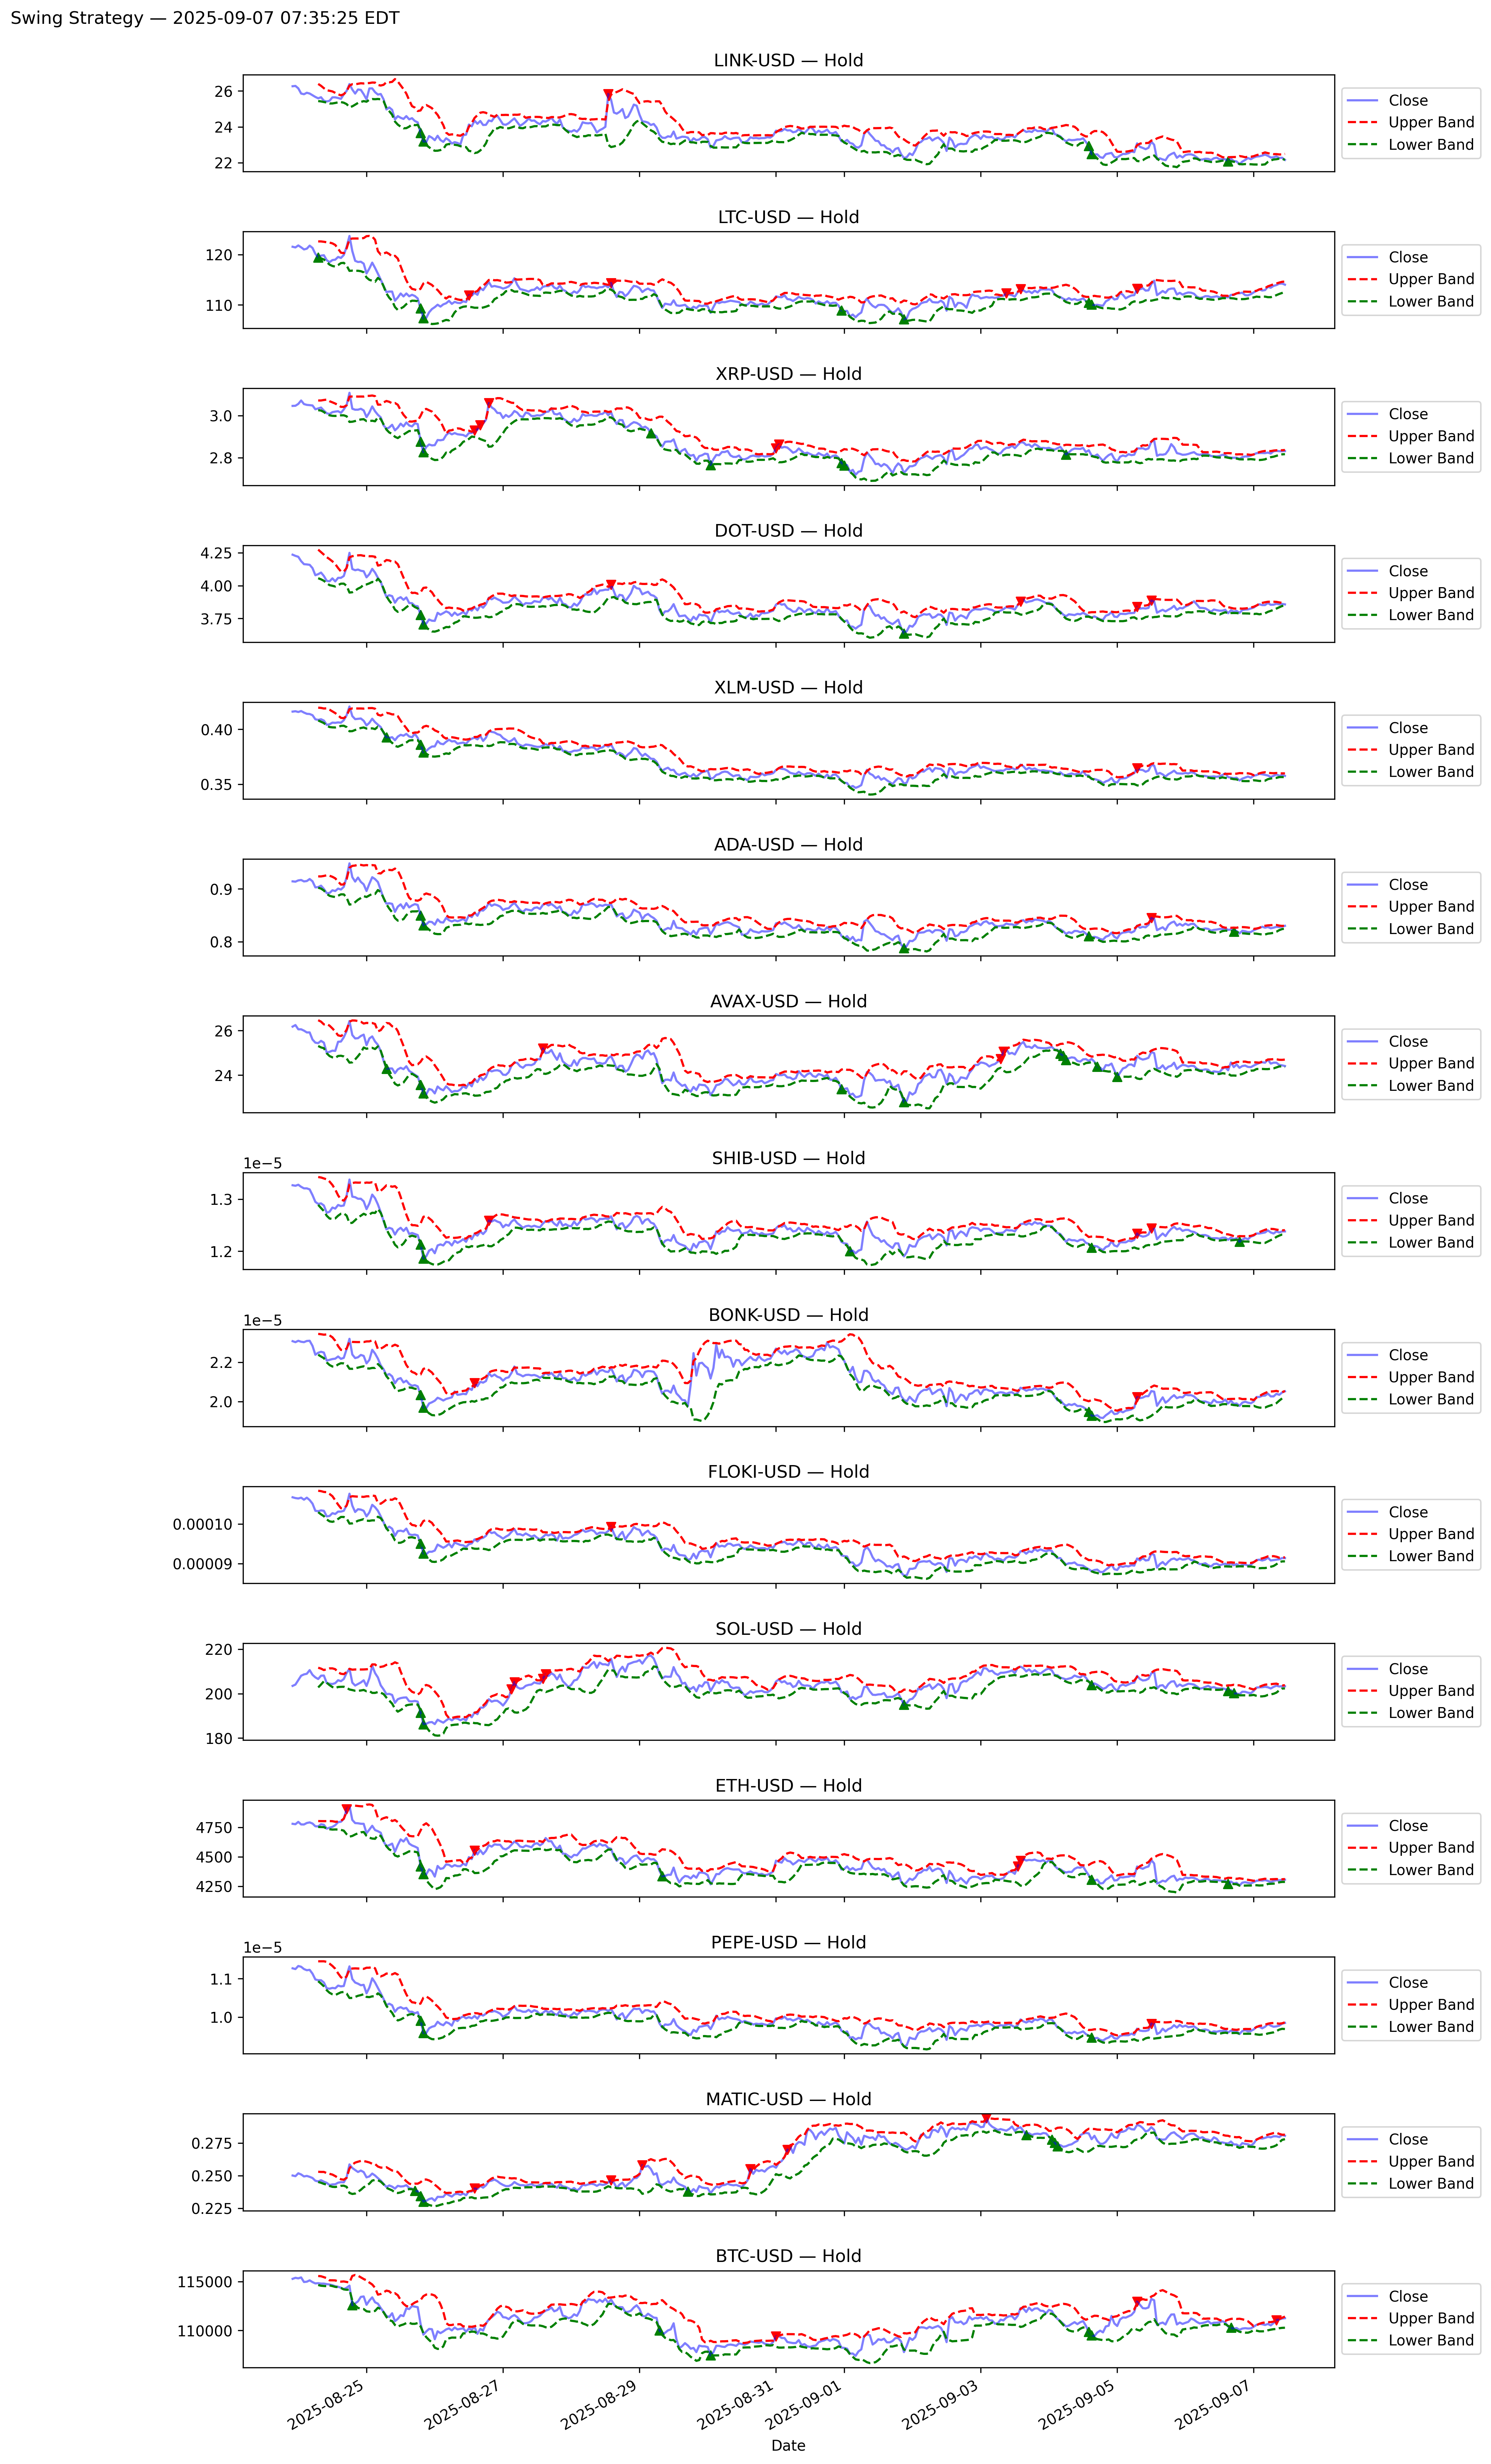 Swing Strategy — 2025-09-07 07:35:25 EDT
LINK-USD — Hold
26
24
22
Close
Upper Band
Lower Band
LTC-USD — Hold
120
110
Close
Upper Band
Lower Band
XRP-USD — Hold
3.0
2.8
Close
Upper Band
Lower Band
DOT-USD — Hold
4.25
4.00
3.75
Close
Upper Band
Lower Band
XLM-USD — Hold
0.40
0.35
Close
Upper Band
Lower Band
ADA-USD — Hold
0.9
0.8
Close
Upper Band
Lower Band
AVAX-USD — Hold
26
24
Close
Upper Band
Lower Band
SHIB-USD — Hold
1e−5
1.3
1.2
Close
Upper Band
Lower Band
BONK-USD — Hold
1e−5
2.2
2.0
Close
Upper Band
Lower Band
FLOKI-USD — Hold
0.00010
0.00009
Close
Upper Band
Lower Band
SOL-USD — Hold
220
200
180
Close
Upper Band
Lower Band
ETH-USD — Hold
4750
4500
4250
Close
Upper Band
Lower Band
PEPE-USD — Hold
1e−5
1.1
1.0
Close
Upper Band
Lower Band
MATIC-USD — Hold
0.275
0.250
0.225
Close
Upper Band
Lower Band
BTC-USD — Hold
115000
110000
Close
Upper Band
Lower Band
2025-08-25
2025-08-27
2025-08-29
2025-08-31
2025-09-01
2025-09-03
2025-09-05
2025-09-07
Date